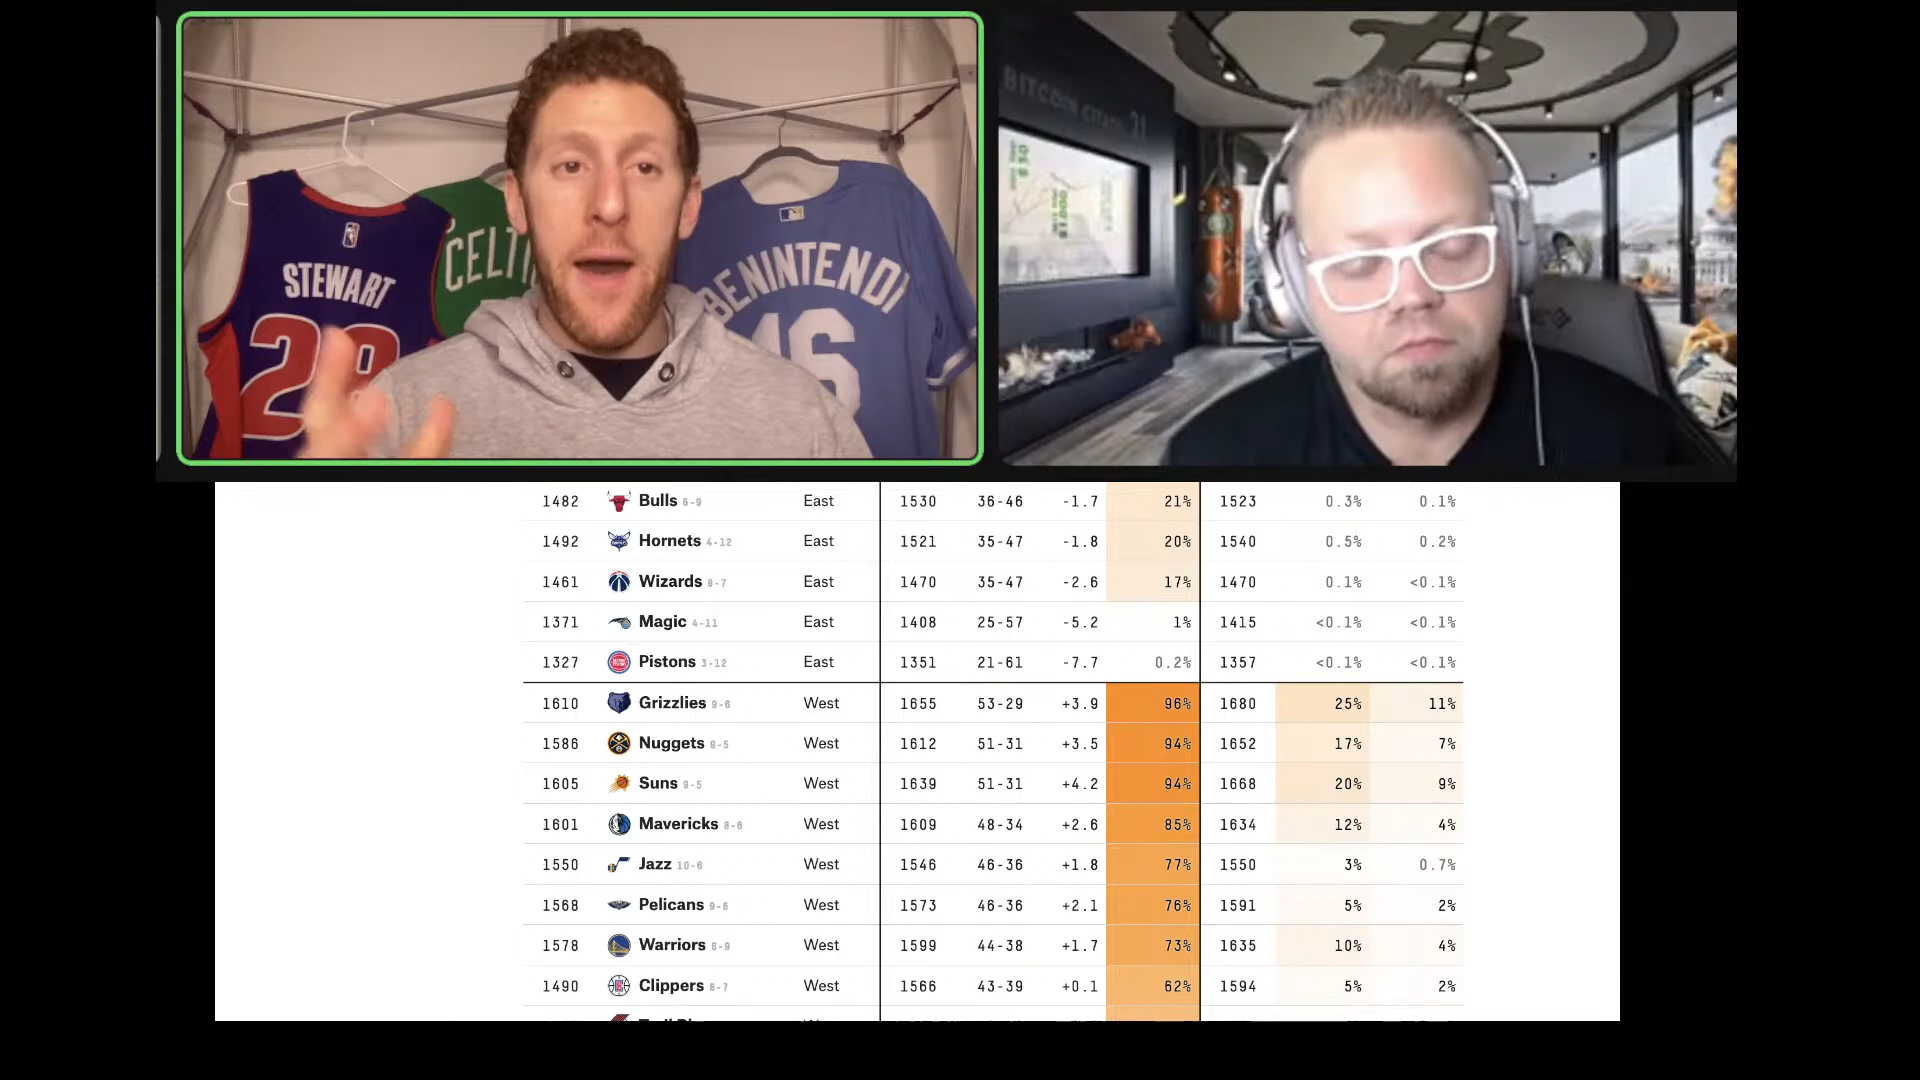 BITCOIN CITADEL 21
STEWART
28
CELTI
BENINTENDI
16
1482 Bulls 6-9 East 1530 36-46 -1.7 21% 1523 0.3% 0.1%
1492 Hornets 4-12 East 1521 35-47 -1.8 20% 1540 0.5% 0.2%
1461 Wizards 8-7 East 1470 35-47 -2.6 17% 1470 0.1% <0.1%
1371 Magic 4-11 East 1408 25-57 -5.2 1% 1415 <0.1% <0.1%
1327 Pistons 3-12 East 1351 21-61 -7.7 0.2% 1357 <0.1% <0.1%
1610 Grizzlies 9-6 West 1655 53-29 +3.9 96% 1680 25% 11%
1586 Nuggets 9-5 West 1612 51-31 +3.5 94% 1652 17% 7%
1605 Suns 9-5 West 1639 51-31 +4.2 94% 1668 20% 9%
1601 Mavericks 8-6 West 1609 48-34 +2.6 85% 1634 12% 4%
1550 Jazz 10-6 West 1546 46-36 +1.8 77% 1550 3% 0.7%
1568 Pelicans 9-6 West 1573 46-36 +2.1 76% 1591 5% 2%
1578 Warriors 6-9 West 1599 44-38 +1.7 73% 1635 10% 4%
1490 Clippers 8-7 West 1566 43-39 +0.1 62% 1594 5% 2%